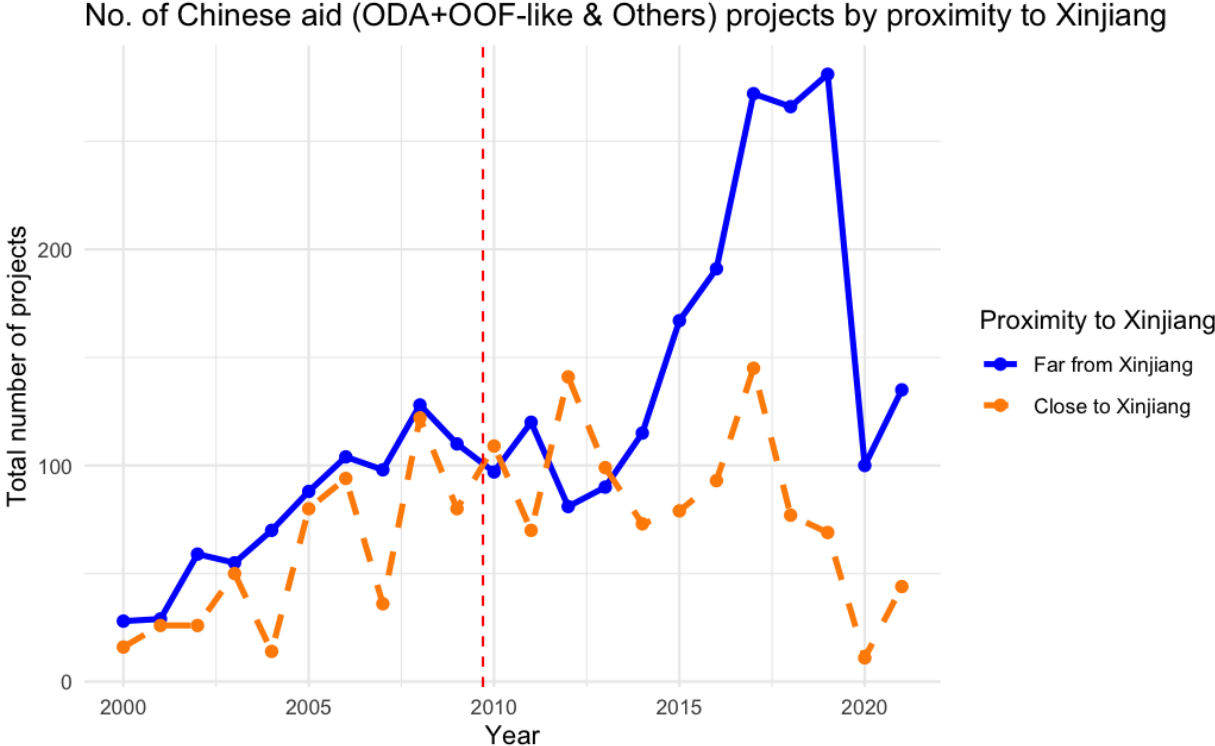 No. of Chinese aid (ODA+OOF-like & Others) projects by proximity to Xinjiang
Total number of projects
200
100
0
2000 2005 2010 2015 2020
Year
Proximity to Xinjiang
Far from Xinjiang
Close to Xinjiang